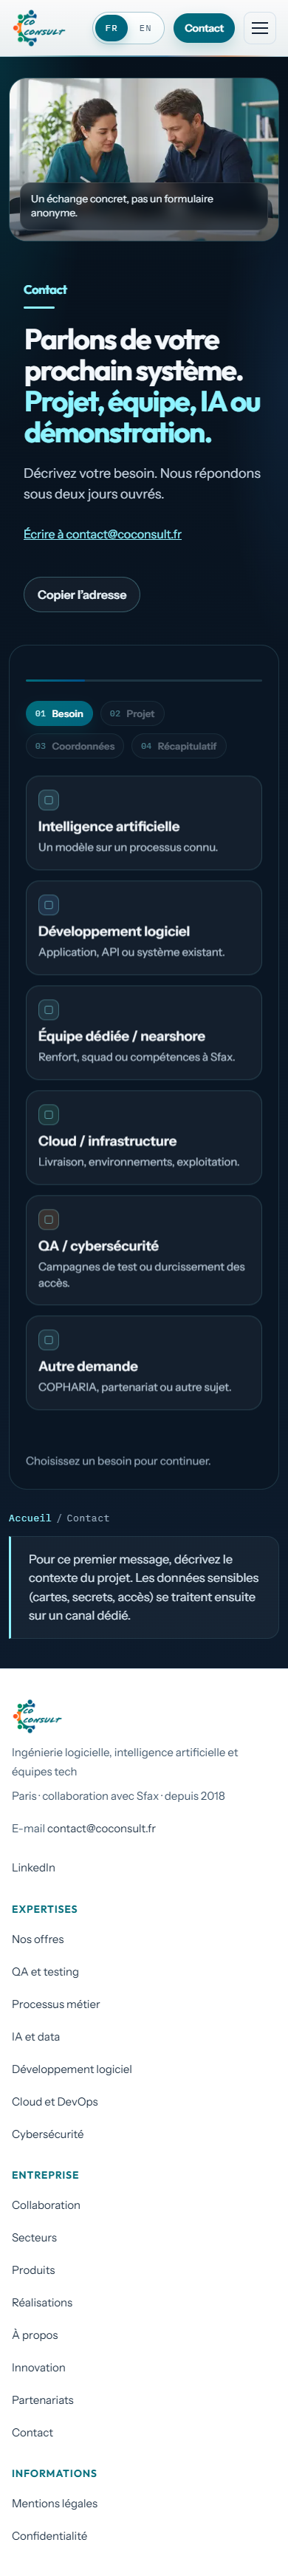 CO
CONSULT
FR
EN
Contact
Un échange concret, pas un formulaire
anonyme.
Contact
Parlons de votre
prochain système.
Projet, équipe, IA ou
démonstration.
Décrivez votre besoin. Nous répondons
sous deux jours ouvrés.
Écrire à contact@coconsult.fr
Copier l'adresse
01 Besoin
02 Projet
03 Coordonnées
04 Récapitulatif
Intelligence artificielle
Un modèle sur un processus connu.
Développement logiciel
Application, API ou système existant.
Équipe dédiée / nearshore
Renfort, squad ou compétences à Sfax.
Cloud / infrastructure
Livraison, environnements, exploitation.
QA / cybersécurité
Campagnes de test ou durcissement des
accès.
Autre demande
COPHARIA, partenariat ou autre sujet.
Choisissez un besoin pour continuer.
Accueil / Contact
Pour ce premier message, décrivez le
contexte du projet. Les données sensibles
(cartes, secrets, accès) se traitent ensuite
sur un canal dédié.
CO
CONSULT
Ingénierie logicielle, intelligence artificielle et
équipes tech
Paris · collaboration avec Sfax · depuis 2018
E-mail contact@coconsult.fr
LinkedIn
EXPERTISES
Nos offres
QA et testing
Processus métier
IA et data
Développement logiciel
Cloud et DevOps
Cybersécurité
ENTREPRISE
Collaboration
Secteurs
Produits
Réalisations
À propos
Innovation
Partenariats
Contact
INFORMATIONS
Mentions légales
Confidentialité